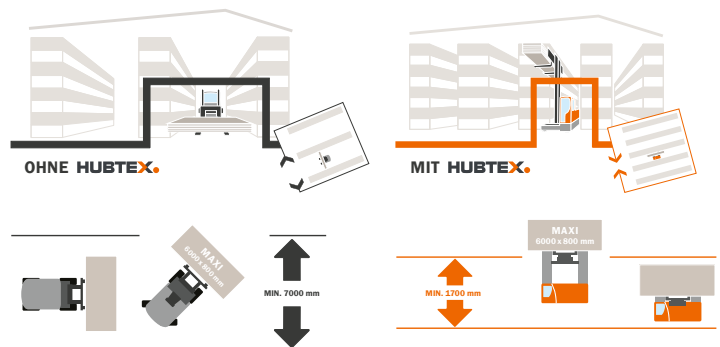 OHNE HUBTEX.
MIT HUBTEX.
MAXI
6000 x 800 mm
MIN. 7000 mm
MAXI
6000 x 800 mm
MIN. 1700 mm